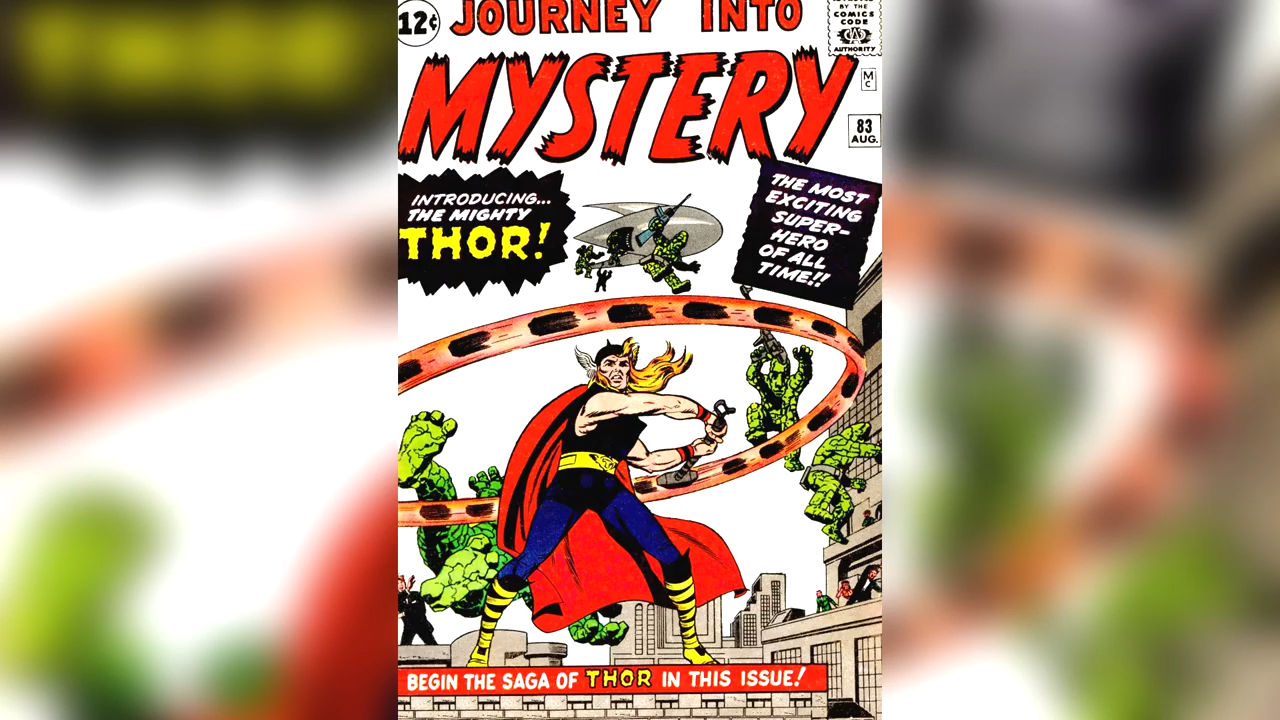 12¢
JOURNEY INTO
MYSTERY
BY THE
COMICS
CODE
AUTHORITY
M
C
83
AUG.
INTRODUCING...
THE MIGHTY
THOR!
THE MOST
EXCITING
SUPER-
HERO
OF ALL
TIME!!
BEGIN THE SAGA OF THOR IN THIS ISSUE!